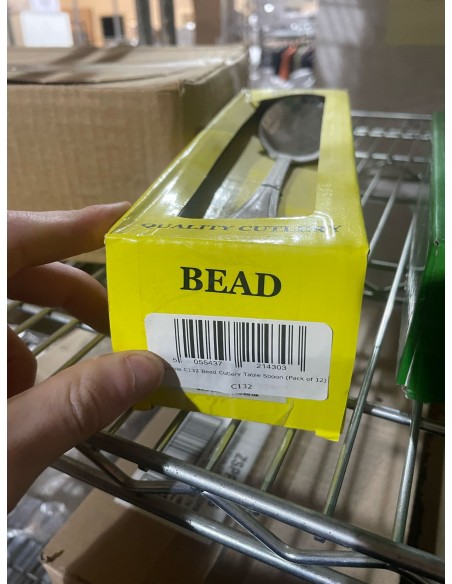 QUALITY CUTLERY
BEAD
5 055437 214303
C132 Bead Cutlery Table Spoon (Pack of 12)
C132